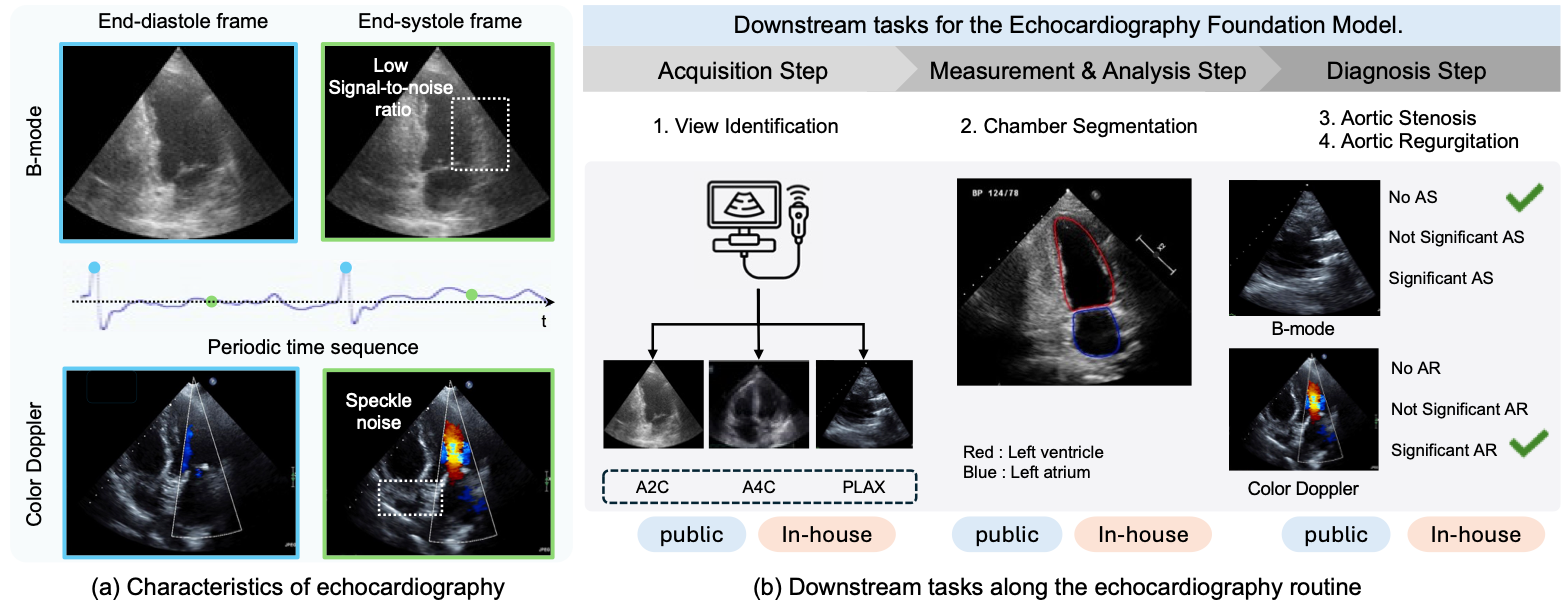 End-diastole frame
End-systole frame
B-mode
Low
Signal-to-noise
ratio
t
Periodic time sequence
Color Doppler
Speckle
noise
(a) Characteristics of echocardiography
Downstream tasks for the Echocardiography Foundation Model.
Acquisition Step
Measurement & Analysis Step
Diagnosis Step
1. View Identification
2. Chamber Segmentation
3. Aortic Stenosis
4. Aortic Regurgitation
A2C
A4C
PLAX
BP 124/78
x2
Red : Left ventricle
Blue : Left atrium
No AS
Not Significant AS
Significant AS
B-mode
No AR
Not Significant AR
Significant AR
Color Doppler
public
In-house
public
In-house
public
In-house
(b) Downstream tasks along the echocardiography routine